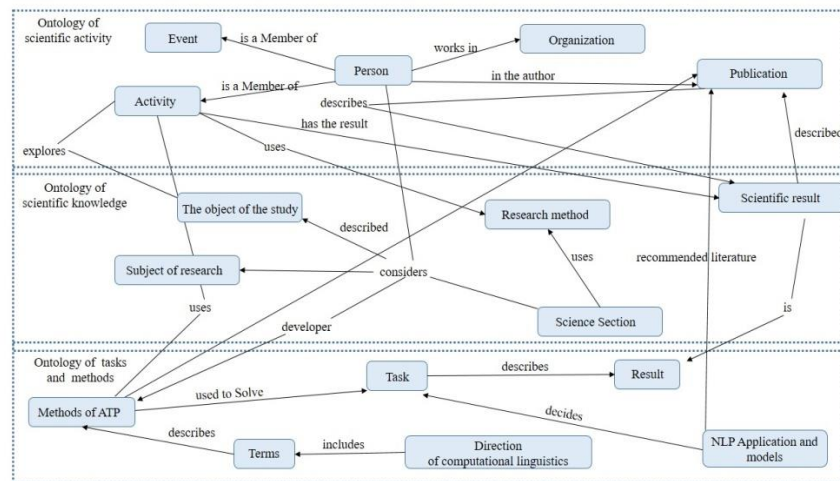 Ontology of
scientific activity
Event
is a Member of
works in
Organization
Person
in the author
Publication
is a Member of
Activity
describes
has the result
described
explores
uses
Ontology of
scientific knowledge
The object of the study
described
Research method
Scientific result
Subject of research
considers
uses
recommended literature
uses
developer
Science Section
is
Ontology of tasks
and methods
Task
describes
Result
used to Solve
Methods of ATP
decides
describes
Terms
includes
Direction
of computational linguistics
NLP Application and
models